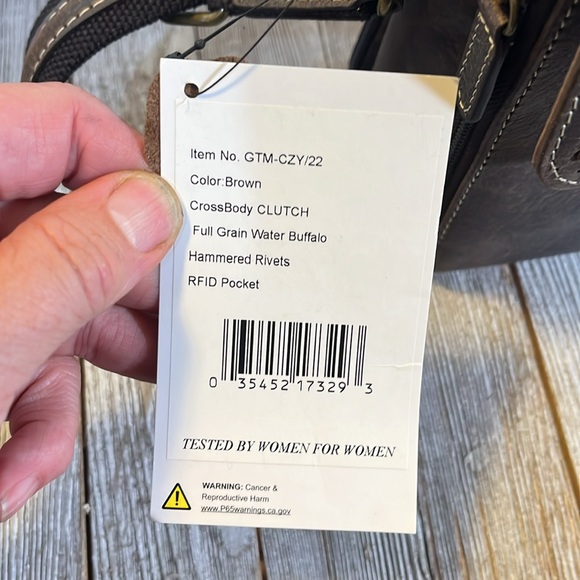 Item No. GTM-CZY/22
Color:Brown
CrossBody CLUTCH
Full Grain Water Buffalo
Hammered Rivets
RFID Pocket
0 35452 17329 3
TESTED BY WOMEN FOR WOMEN
WARNING: Cancer &
Reproductive Harm
www.P65warnings.ca.gov